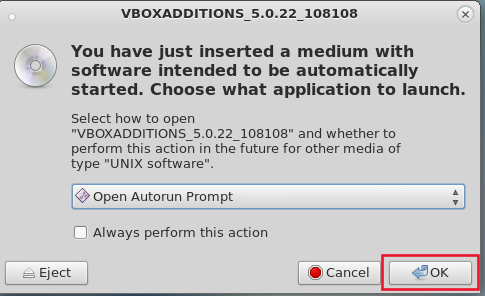 VBOXADDITIONS_5.0.22_108108
You have just inserted a medium with
software intended to be automatically
started. Choose what application to launch.
Select how to open
"VBOXADDITIONS_5.0.22_108108" and whether to
perform this action in the future for other media of
type "UNIX software".
Open Autorun Prompt
Always perform this action
Eject
Cancel
OK